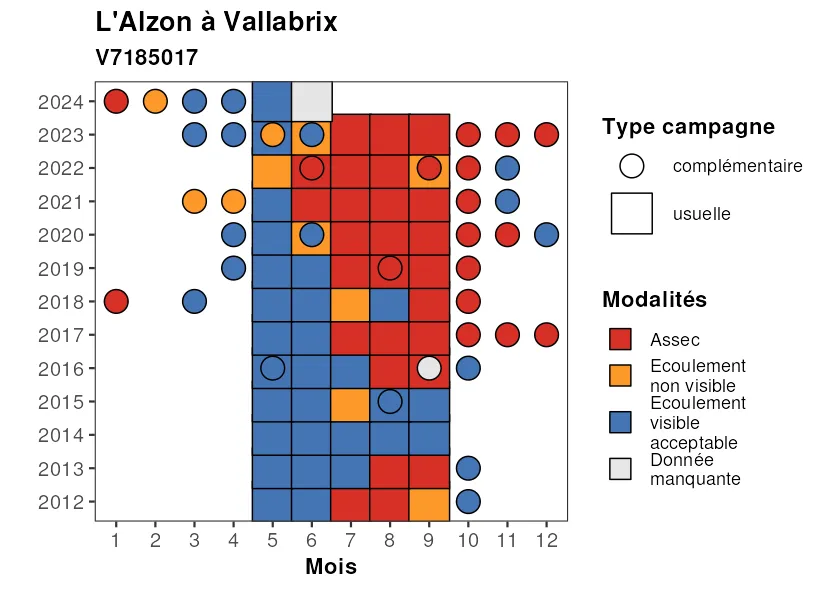 L'Alzon à Vallabrix
V7185017
2024
2023
2022
2021
2020
2019
2018
2017
2016
2015
2014
2013
2012
1 2 3 4 5 6 7 8 9 10 11 12
Mois
Type campagne
complémentaire
usuelle
Modalités
Assec
Ecoulement
non visible
Ecoulement
visible
acceptable
Donnée
manquante